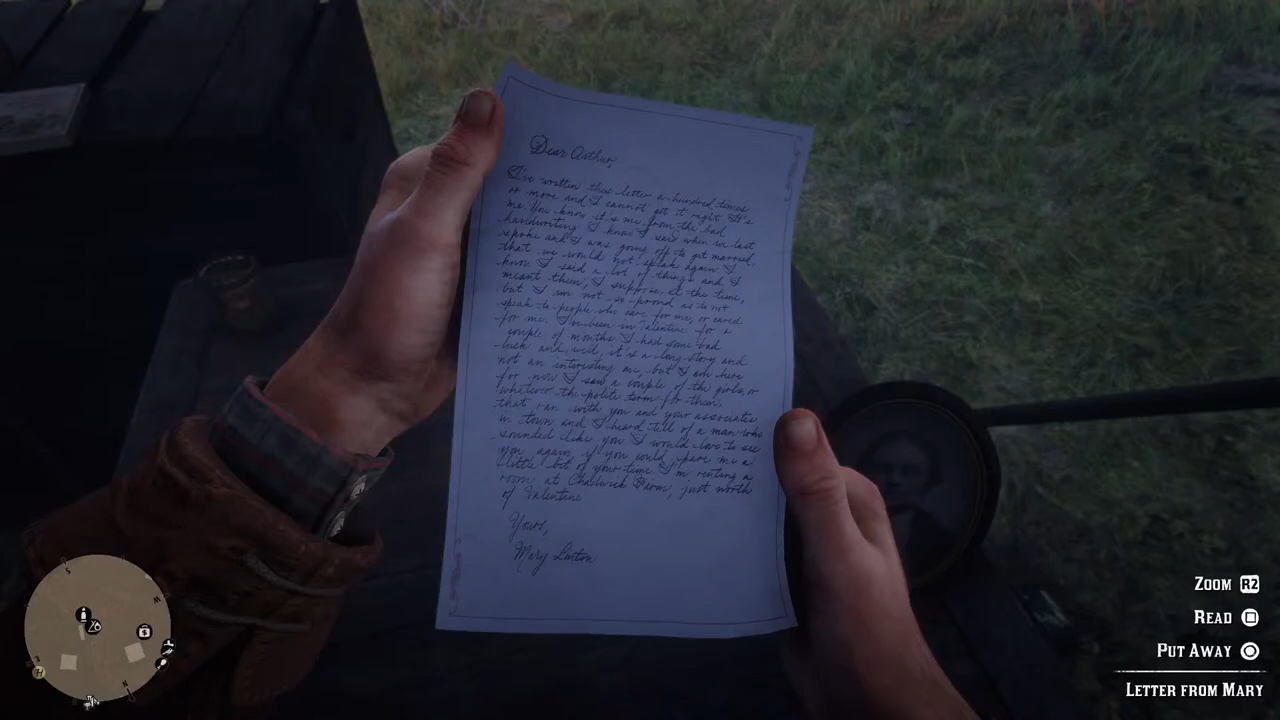 Dear Arthur,
I've written this letter a hundred times
or more and I cannot get it right. It's
me. You know it is me from the bad
handwriting. I know I said when we last
spoke and I was going off to get married,
that we would not speak again. I
know I said a lot of things and I
meant them, I suppose, at the time,
but I am not so proud as to not
speak to people who care for me, or cared
for me. I've been in Valentine for a
couple of months. I had some bad
luck and, well, it is a long story and
not an interesting one, but I am here
for now. I saw a couple of the girls, or
whatever the polite term for them,
that ran with you and your associates
in town and I heard tell of a man who
sounded like you. I would love to see
you again, if you could spare me a
little bit of your time. I'm renting a
room at Chadwick Farm, just north
of Valentine.
Yours,
Mary Linton
ZOOM R2
READ
PUT AWAY
LETTER FROM MARY